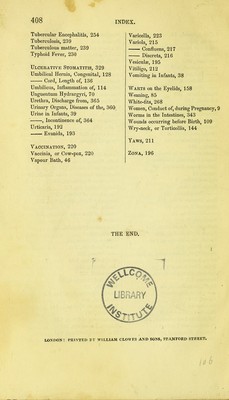 408
INDEX.
Tubercular Encephalitis, 254
Tuberculosis, 239
Tuberculous matter, 239
Typhoid Fever, 236
ULCERATIVE STOMATITIS, 329
Umbilical Hernia, Congenital, 128
—— Cord, Length of, 136
Umbilicus, Inflammation of, 114
Unguentum Hydrargyri, 70
Urethra, Discharge from, 365
Urinary Organs, Diseases of the, 360
Urine in Infants, 39
——, Incontinence of, 364
Urticaria, 192
—— Evanida, 193
VACCINATION, 220
Vaccinia, or Cow-pox, 220
Vapour Bath, 46
Varicella, 223
Variola, 215
—— Confluens, 217
—— Discreta, 216
Vesiculæ, 195
Vitiligo, 212
Vomiting in Infants, 38
WARTS on the Eyelids, 158
Weaning, 85
White-fits, 268
Women, Conduct of, during Pregnancy, 9
Worms in the Intestines, 343
Wounds occurring before Birth, 109
Wry-neck, or Torticollis, 144
YAWS, 211
ZONA, 196
THE END.
WELLCOME
LIBRARY
INSTITUTE
LONDON: PRINTED BY WILLIAM CLOWES AND SONS, STAMFORD STREET.